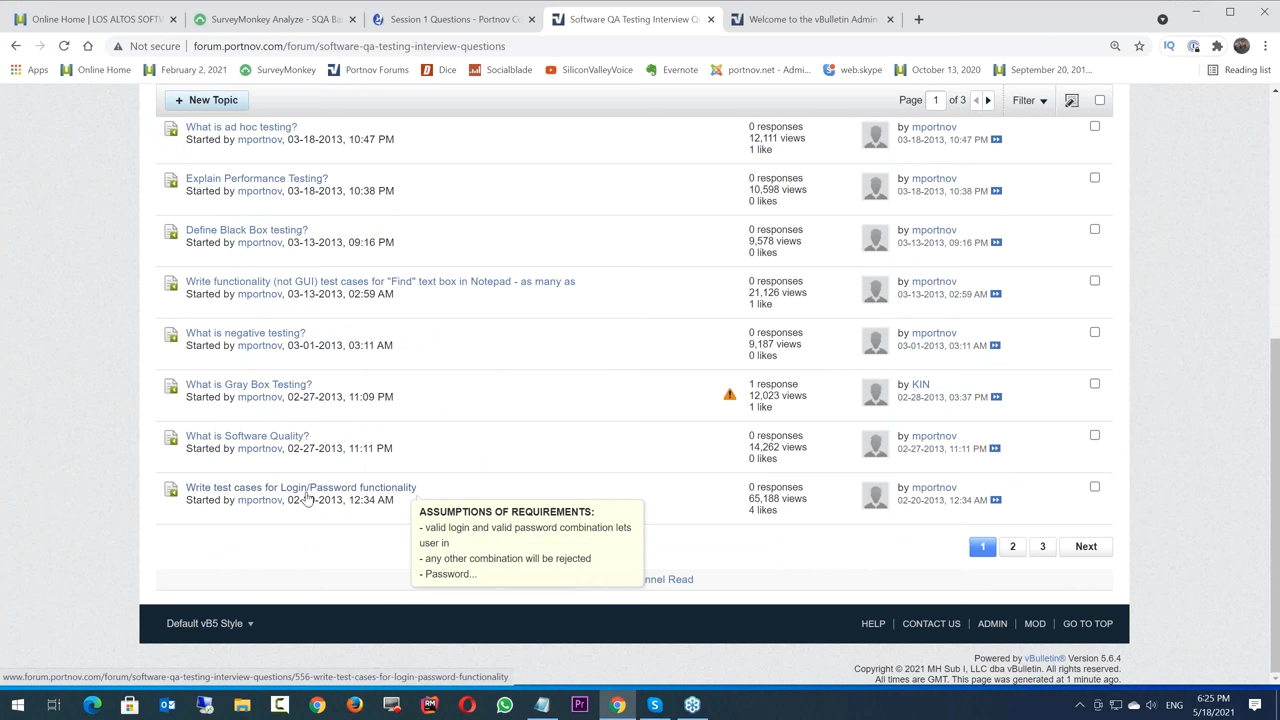 Online Home | LOS ALTOS SOFTW
SurveyMonkey Analyze - SQA Ba
Session 1 Questions - Portnov Co
Software QA Testing Interview Q
Welcome to the vBulletin Admin
Not secure | forum.portnov.com/forum/software-qa-testing-interview-questions
Apps
Online Home
February 2, 2021
SurveyMonkey
Portnov Forums
Dice
Socialblade
SiliconValleyVoice
Evernote
portnov.net - Admi...
web.skype
October 13, 2020
September 20, 201...
Reading list
+ New Topic
Page 1 of 3
Filter
What is ad hoc testing?
Started by mportnov, 03-18-2013, 10:47 PM
0 responses
12,111 views
1 like
by mportnov
03-18-2013, 10:47 PM
Explain Performance Testing?
Started by mportnov, 03-18-2013, 10:38 PM
0 responses
10,598 views
0 likes
by mportnov
03-18-2013, 10:38 PM
Define Black Box testing?
Started by mportnov, 03-13-2013, 09:16 PM
0 responses
9,578 views
0 likes
by mportnov
03-13-2013, 09:16 PM
Write functionality (not GUI) test cases for "Find" text box in Notepad - as many as
Started by mportnov, 03-13-2013, 02:59 AM
0 responses
21,126 views
1 like
by mportnov
03-13-2013, 02:59 AM
What is negative testing?
Started by mportnov, 03-01-2013, 03:11 AM
0 responses
9,187 views
0 likes
by mportnov
03-01-2013, 03:11 AM
What is Gray Box Testing?
Started by mportnov, 02-27-2013, 11:09 PM
1 response
12,023 views
1 like
by KIN
02-28-2013, 03:37 PM
What is Software Quality?
Started by mportnov, 02-27-2013, 11:11 PM
0 responses
14,262 views
0 likes
by mportnov
02-27-2013, 11:11 PM
Write test cases for Login/Password functionality
Started by mportnov, 02- -2013, 12:34 AM
0 responses
65,188 views
4 likes
by mportnov
02-20-2013, 12:34 AM
ASSUMPTIONS OF REQUIREMENTS:
- valid login and valid password combination lets
user in
- any other combination will be rejected
- Password...
1 2 3 Next
nnel Read
Default vB5 Style
HELP CONTACT US ADMIN MOD GO TO TOP
Powered by vBulletin® Version 5.6.4
Copyright © 2021 MH Sub I, LLC dba vBulletin. All rights reserved.
All times are GMT. This page was generated at 1 minute ago.
www.forum.portnov.com/forum/software-qa-testing-interview-questions/556-write-test-cases-for-login-password-functionality
ENG
6:25 PM
5/18/2021